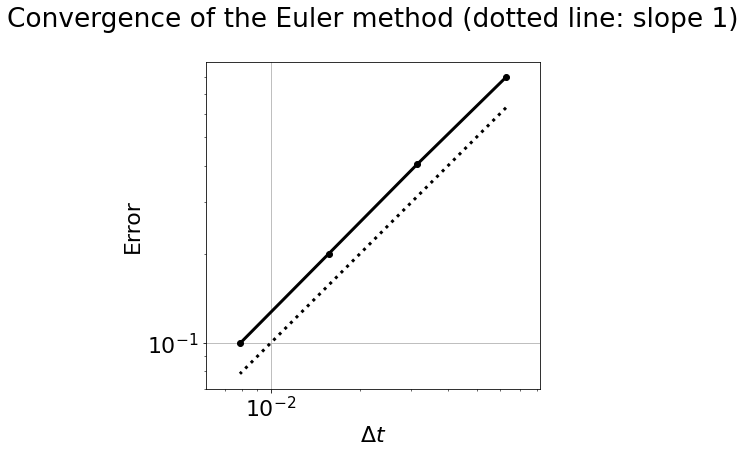 Convergence of the Euler method (dotted line: slope 1)
Error
10⁻¹
10⁻²
Δt